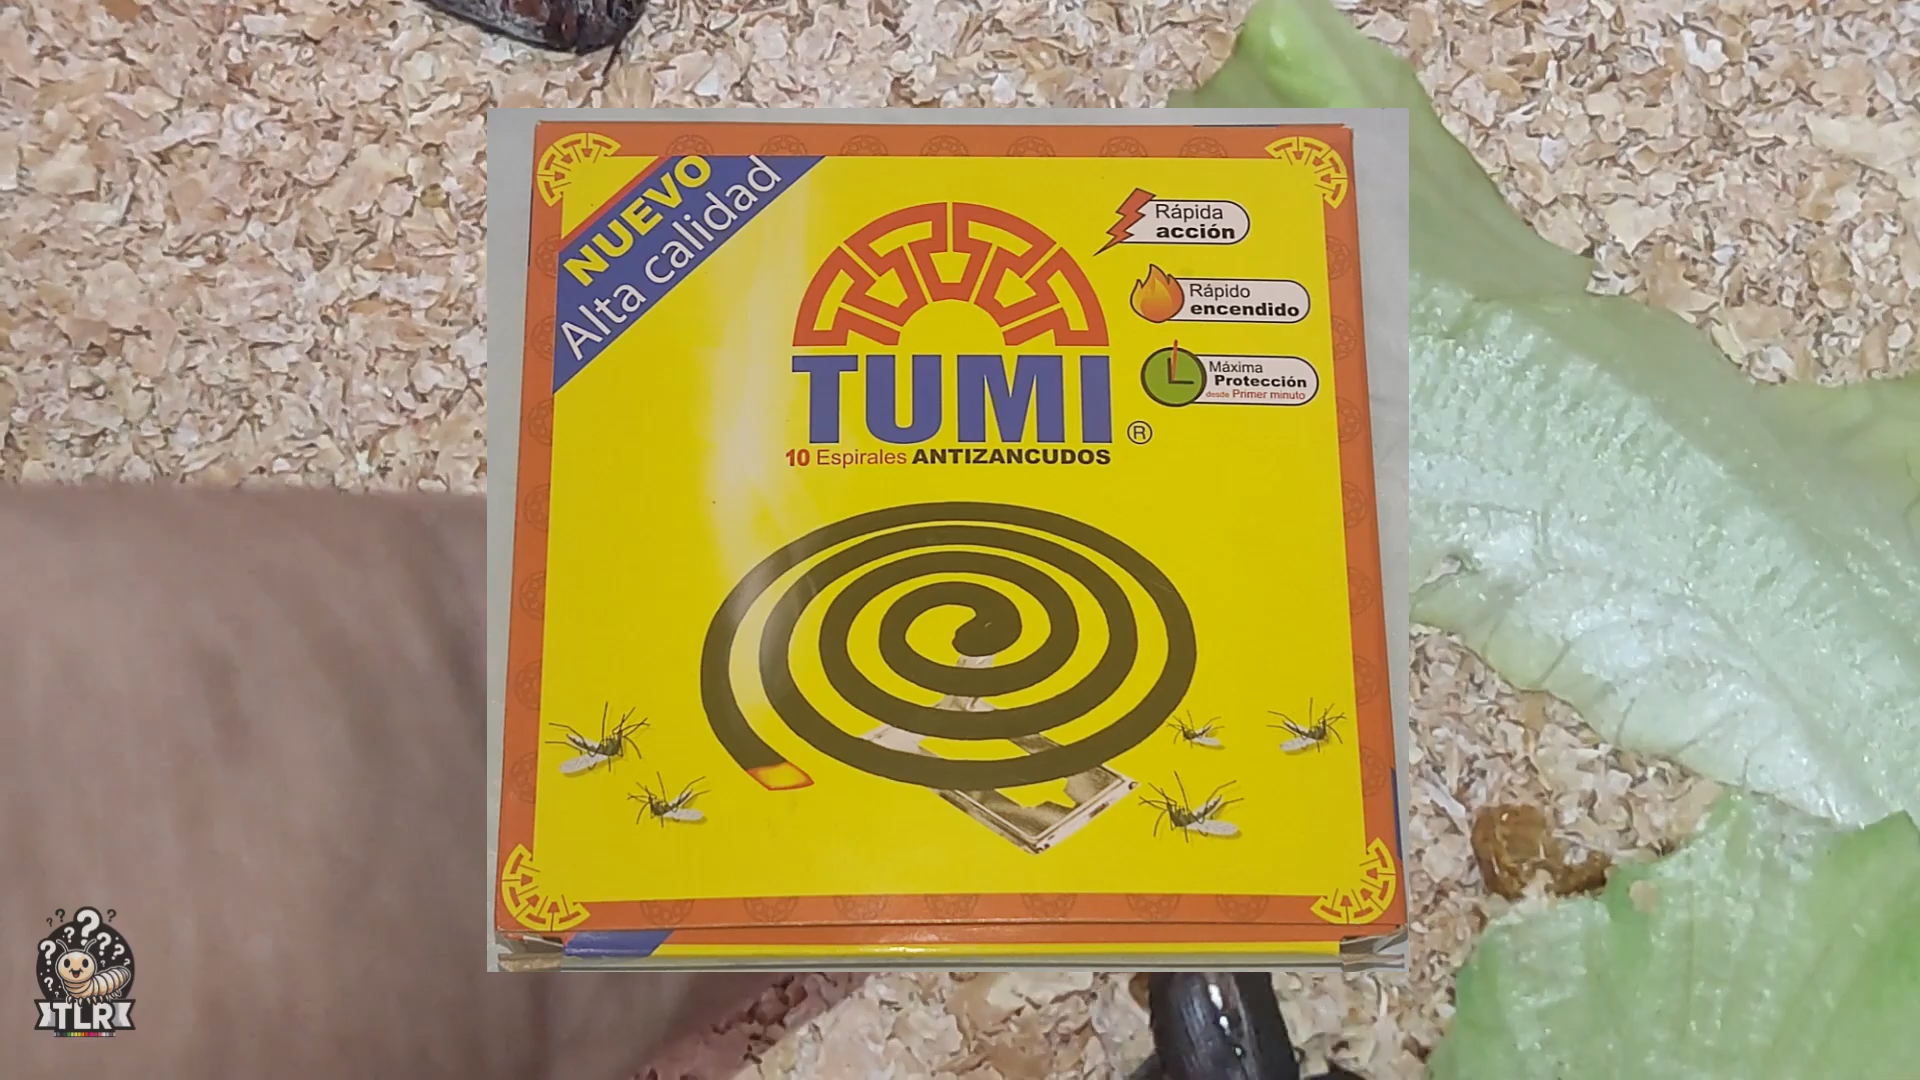 NUEVO
Alta calidad
Rápida
acción
Rápido
encendido
Máxima
Protección
desde Primer minuto
TUMI
®
10 Espirales ANTIZANCUDOS
? ? ? ? ? ? ? ? ? ?
TLR